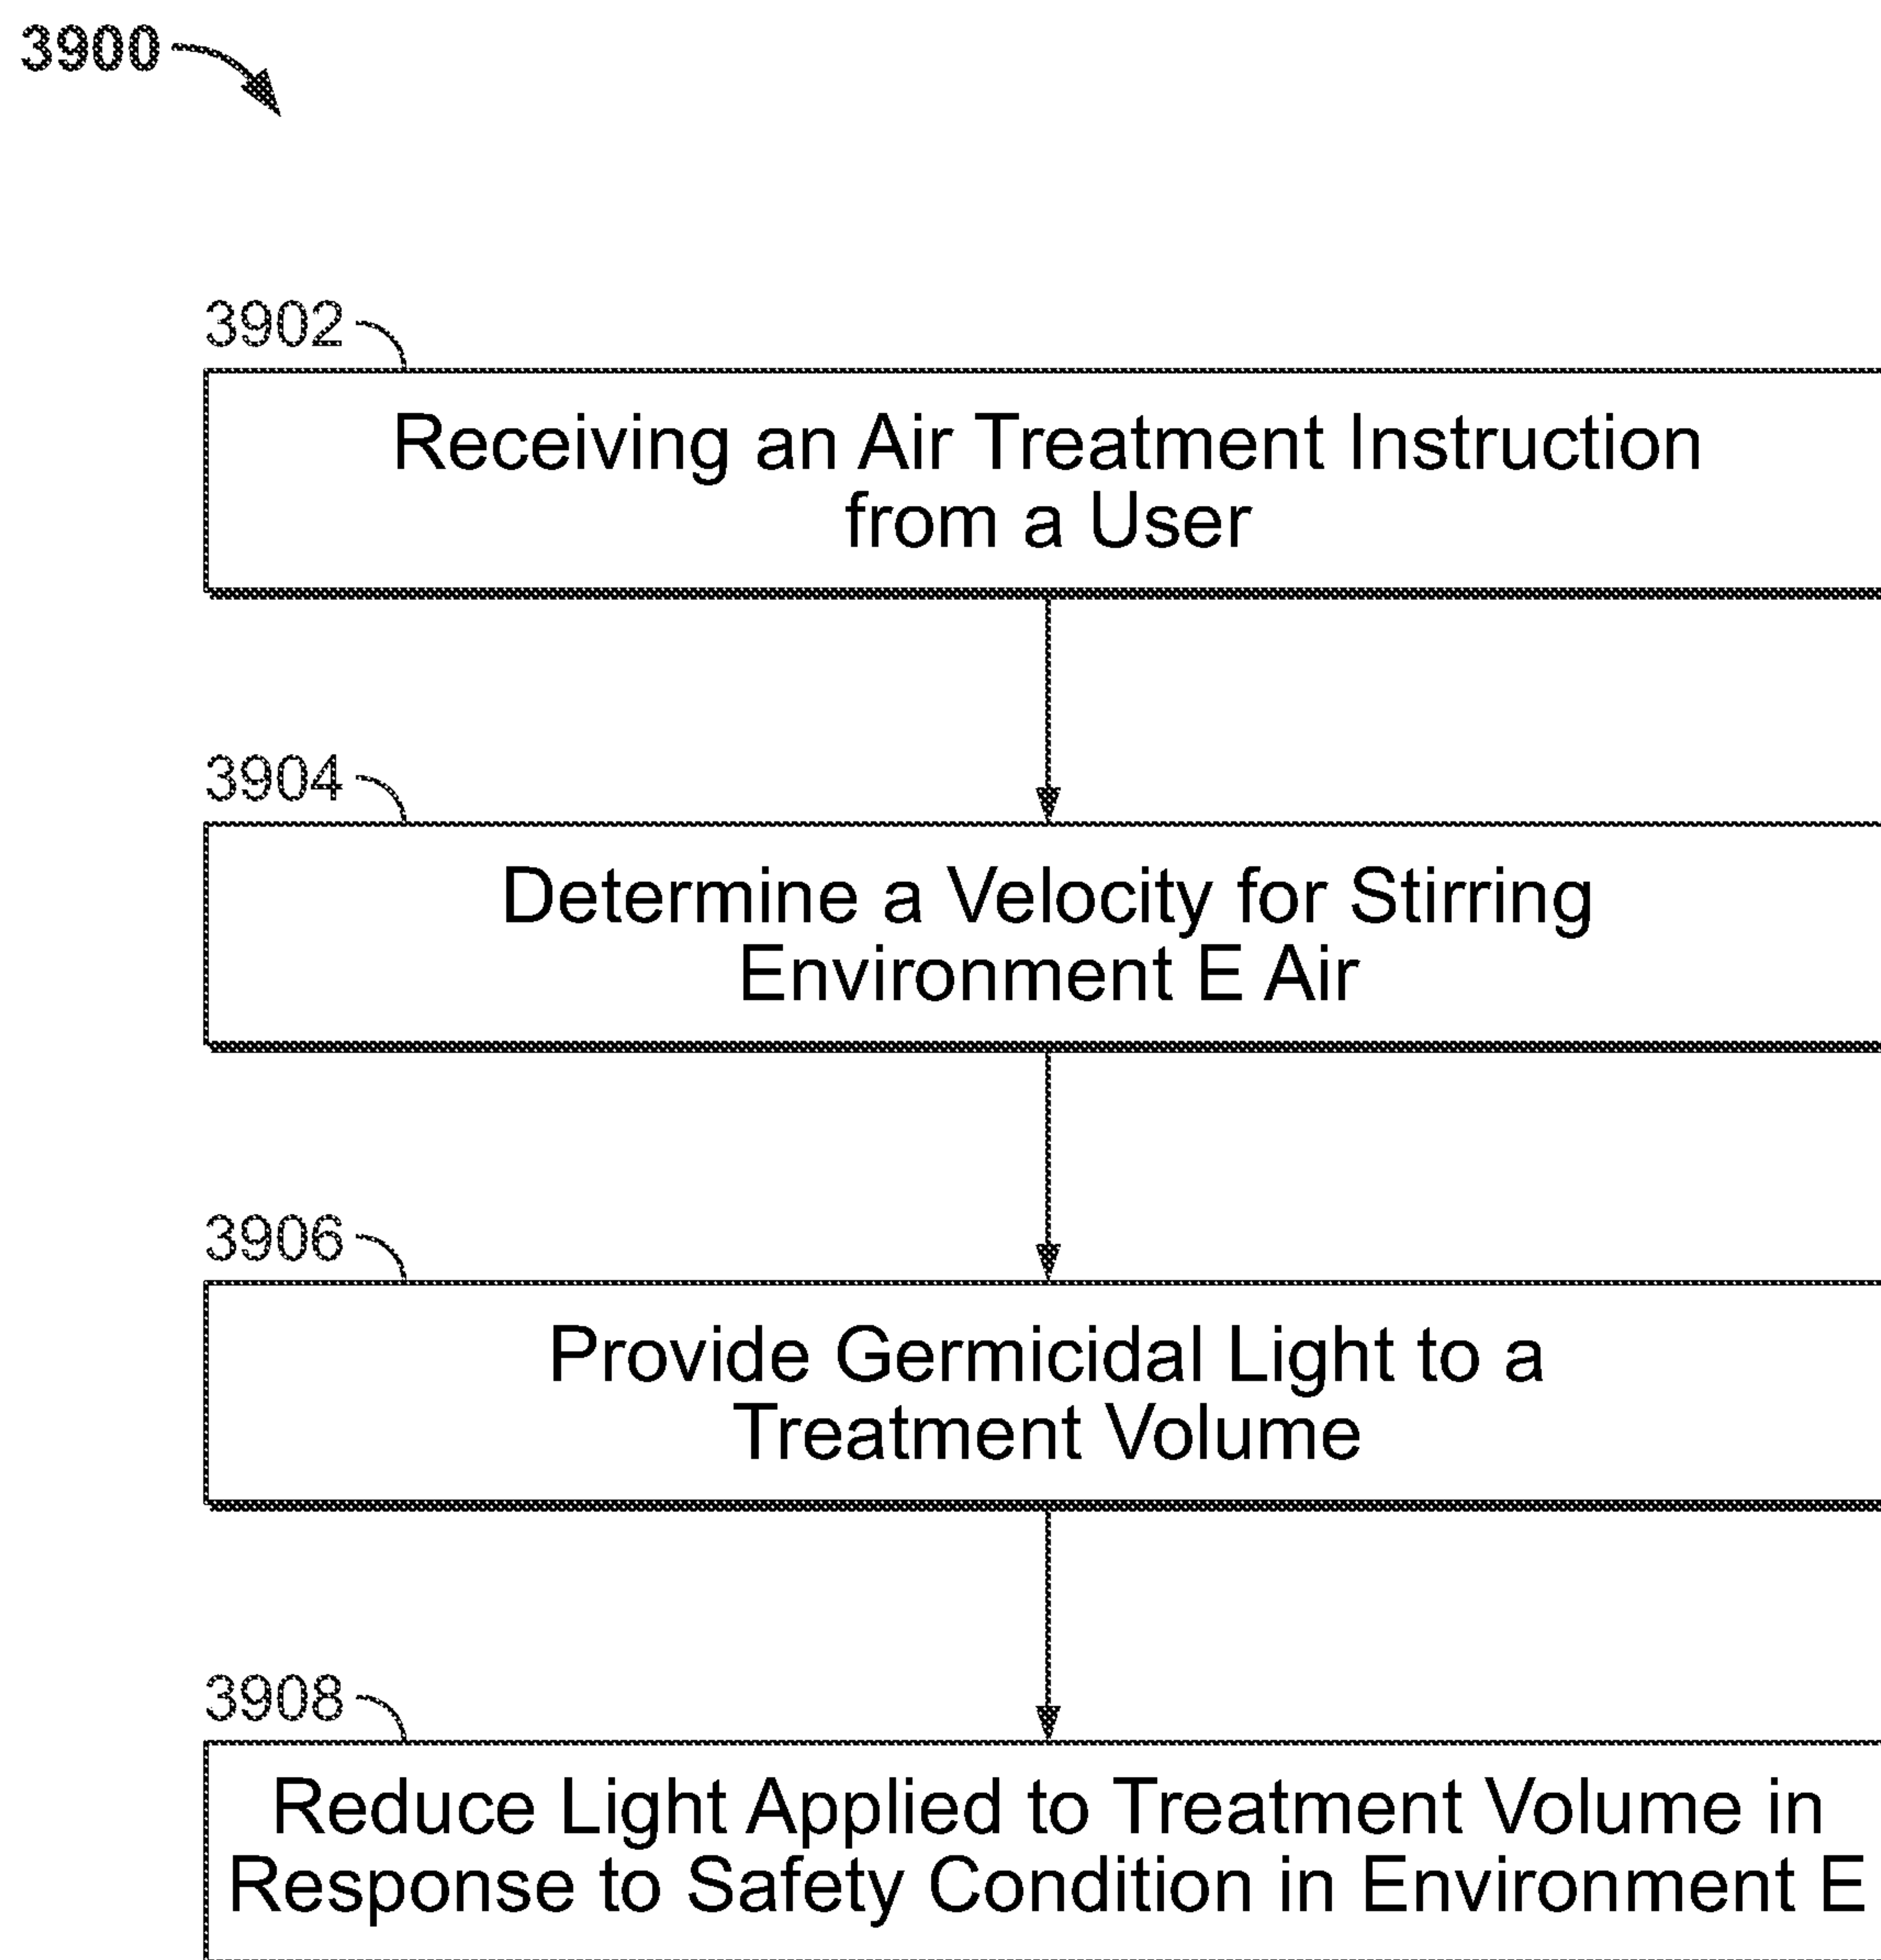 3900
3902
Receiving an Air Treatment Instruction
from a User
3904
Determine a Velocity for Stirring
Environment E Air
3906
Provide Germicidal Light to a
Treatment Volume
3908
Reduce Light Applied to Treatment Volume in
Response to Safety Condition in Environment E